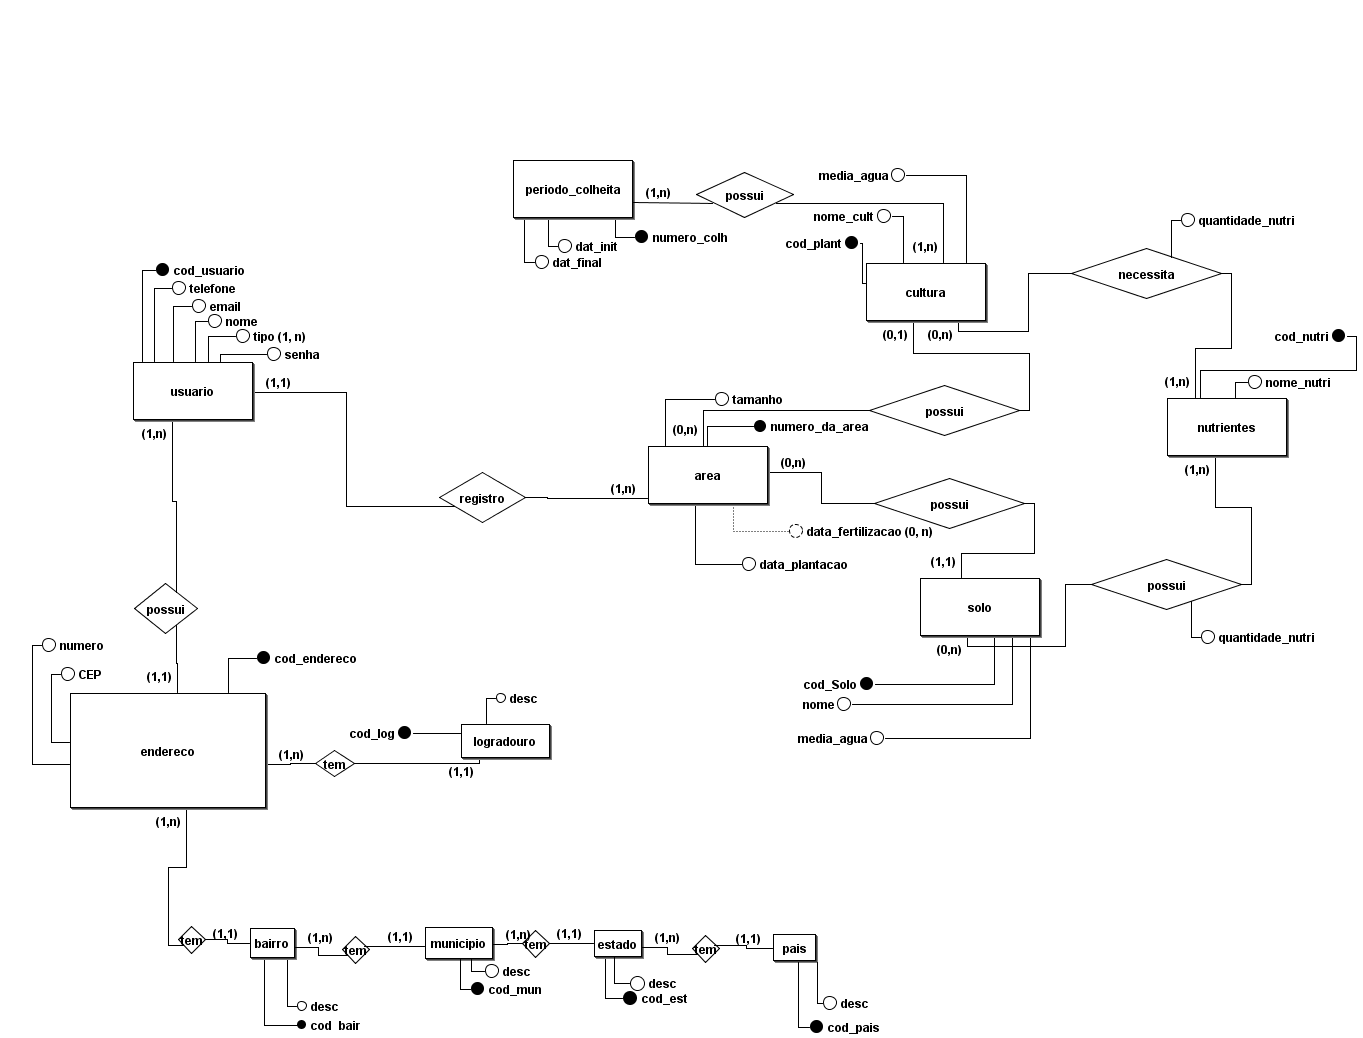 media_agua
periodo_colheita
(1,n)
possui
nome_cult
quantidade_nutri
numero_colh
cod_plant
(1,n)
dat_init
dat_final
cod_usuario
necessita
telefone
cultura
email
nome
tipo (1, n)
(0,1)
(0,n)
cod_nutri
senha
(1,1)
(1,n)
nome_nutri
usuario
tamanho
possui
(1,n)
(0,n)
numero_da_area
nutrientes
(0,n)
(1,n)
area
registro
(1,n)
possui
data_fertilizacao (0, n)
data_plantacao
(1,1)
possui
possui
solo
quantidade_nutri
numero
(0,n)
cod_endereco
CEP
(1,1)
cod_Solo
desc
nome
cod_log
media_agua
logradouro
endereco
(1,n)
tem
(1,1)
(1,n)
tem
(1,1)
bairro
(1,n)
tem
(1,1)
municipio
(1,n)
tem
(1,1)
estado
(1,n)
tem
(1,1)
pais
desc
cod_mun
desc
cod_est
desc
cod_bair
desc
cod_pais